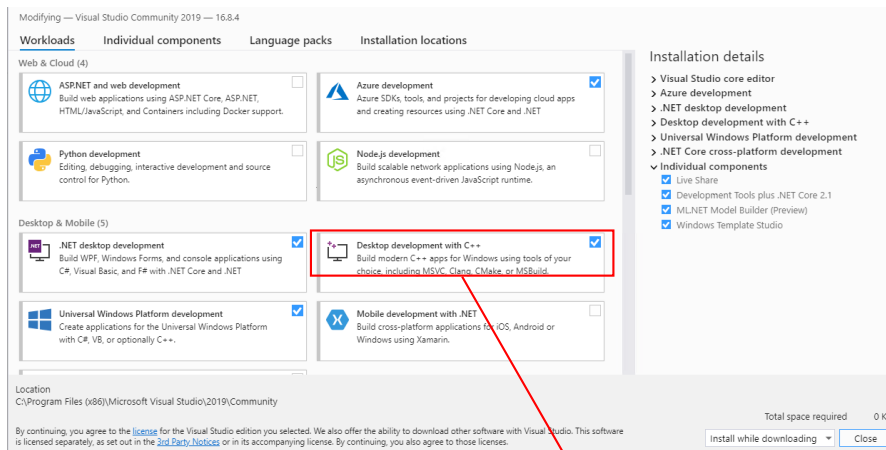 Modifying — Visual Studio Community 2019 — 16.8.4
Workloads Individual components Language packs Installation locations
Web & Cloud (4)
ASP.NET and web development
Build web applications using ASP.NET Core, ASP.NET,
HTML/JavaScript, and Containers including Docker support.
Azure development
Azure SDKs, tools, and projects for developing cloud apps
and creating resources using .NET Core and .NET
Python development
Editing, debugging, interactive development and source
control for Python.
JS
Node.js development
Build scalable network applications using Node.js, an
asynchronous event-driven JavaScript runtime.
Desktop & Mobile (5)
.NET
.NET desktop development
Build WPF, Windows Forms, and console applications using
C#, Visual Basic, and F# with .NET Core and .NET
Desktop development with C++
Build modern C++ apps for Windows using tools of your
choice, including MSVC, Clang, CMake, or MSBuild.
Universal Windows Platform development
Create applications for the Universal Windows Platform
with C#, VB, or optionally C++.
Mobile development with .NET
Build cross-platform applications for iOS, Android or
Windows using Xamarin.
Installation details
Visual Studio core editor
Azure development
.NET desktop development
Desktop development with C++
Universal Windows Platform development
.NET Core cross-platform development
Individual components
Live Share
Development Tools plus .NET Core 2.1
ML.NET Model Builder (Preview)
Windows Template Studio
Location
C:\Program Files (x86)\Microsoft Visual Studio\2019\Community
By continuing, you agree to the license for the Visual Studio edition you selected. We also offer the ability to download other software with Visual Studio. This software
is licensed separately, as set out in the 3rd Party Notices or in its accompanying license. By continuing, you also agree to those licenses.
Total space required 0 K
Install while downloading Close